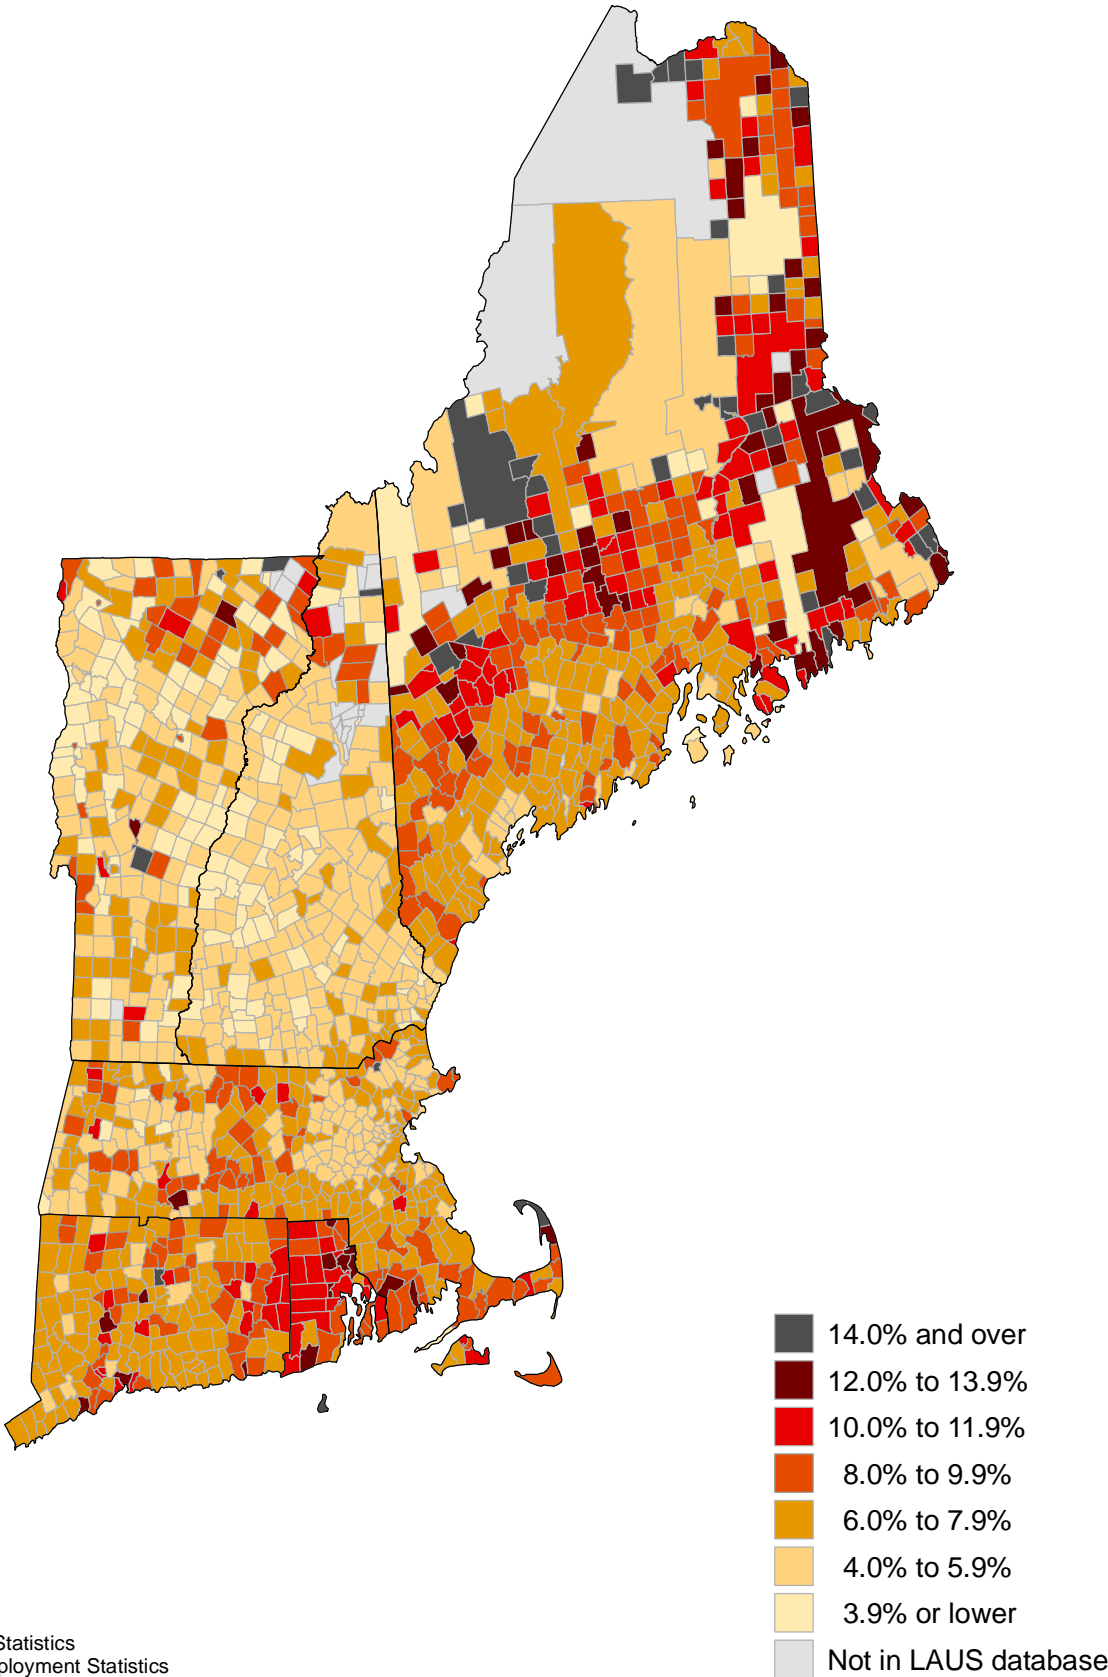 14.0% and over
12.0% to 13.9%
10.0% to 11.9%
8.0% to 9.9%
6.0% to 7.9%
4.0% to 5.9%
3.9% or lower
Not in LAUS database
Statistics
ployment Statistics